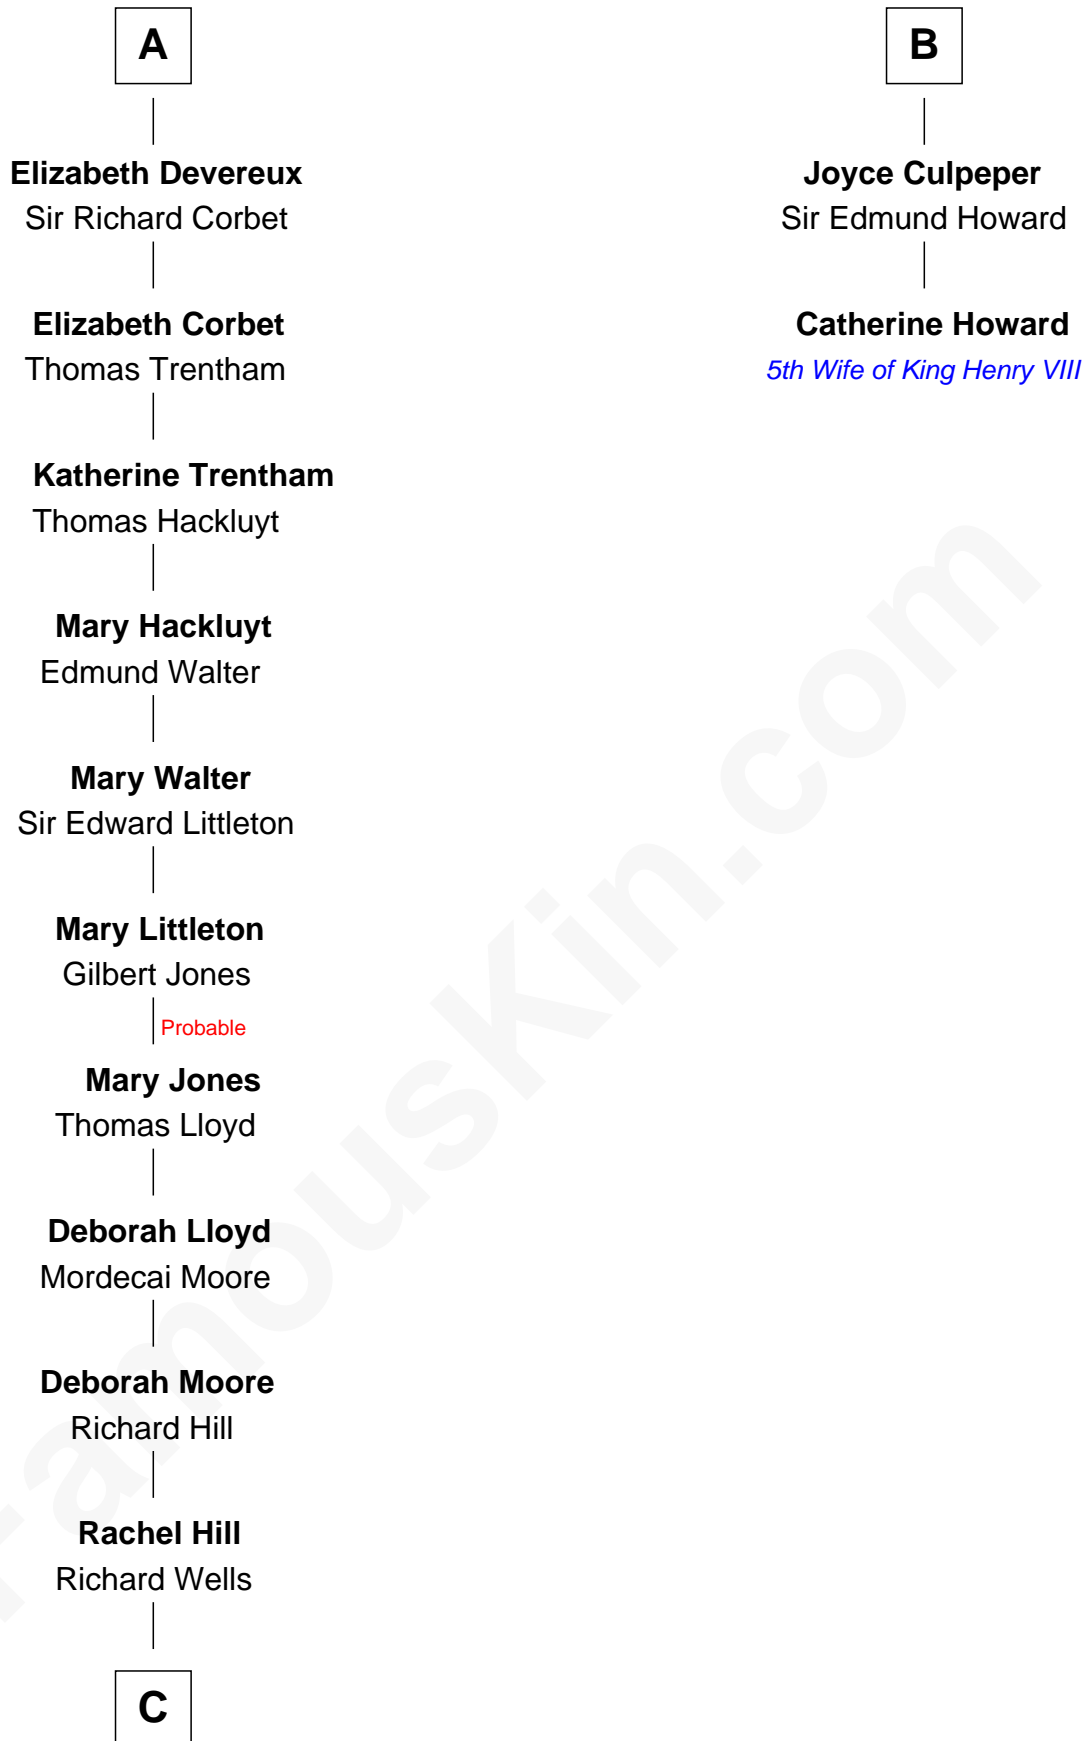 A
Elizabeth Devereux
Sir Richard Corbet
Elizabeth Corbet
Thomas Trentham
Katherine Trentham
Thomas Hackluyt
Mary Hackluyt
Edmund Walter
Mary Walter
Sir Edward Littleton
Mary Littleton
Gilbert Jones
Probable
Mary Jones
Thomas Lloyd
Deborah Lloyd
Mordecai Moore
Deborah Moore
Richard Hill
Rachel Hill
Richard Wells
C
B
Joyce Culpeper
Sir Edmund Howard
Catherine Howard
5th Wife of King Henry VIII
FamousKin.com